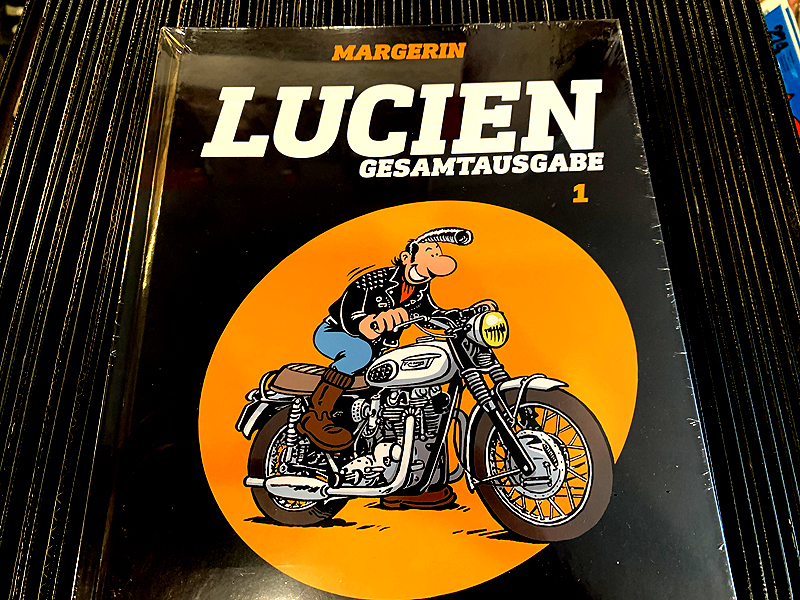 MARGERIN
LUCIEN
GESAMTAUSGABE
1